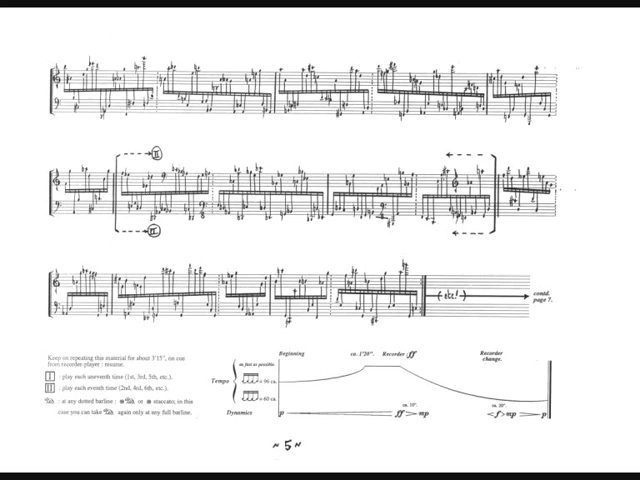 II
II
(etc!)
contd.
page 7.
Keep on repeating this material for about 3'15", on cue
from recorder-player : resume.
I : play each uneventh time (1st, 3rd, 5th, etc.).
II : play each eventh time (2nd, 4th, 6th, etc.).
: at any dotted barline : or staccato; in this
case you can take again only at any full barline.
Beginning ca. 1'20". Recorder ff Recorder
change.
as fast as possible.
Tempo = 96 ca.
= 60 ca.
ca. 10". ca. 20".
Dynamics p ff > mp < f > mp > p
~ 5 ~